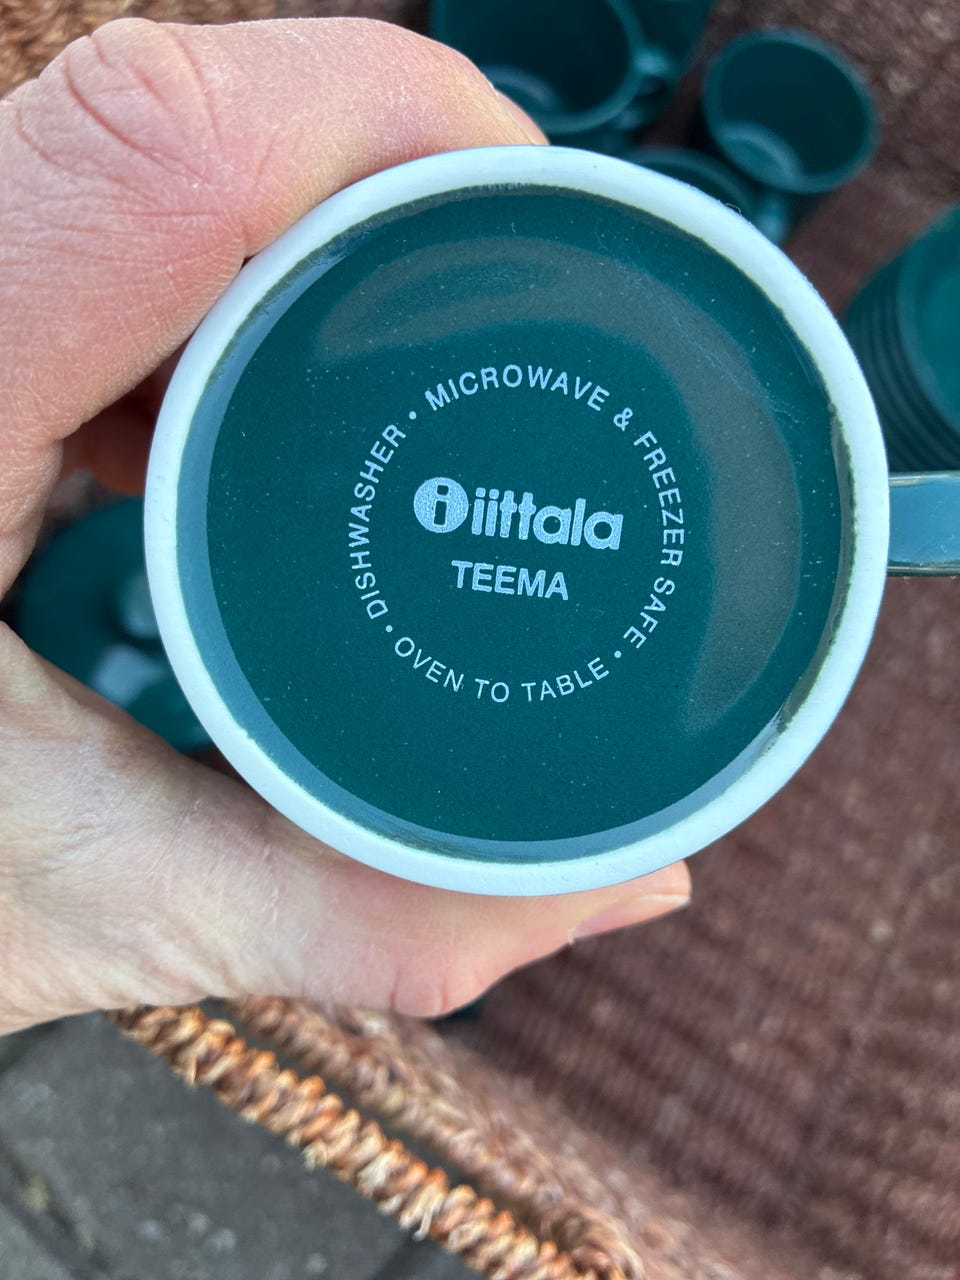 DISHWASHER • MICROWAVE & FREEZER SAFE • OVEN TO TABLE •
i iittala
TEEMA